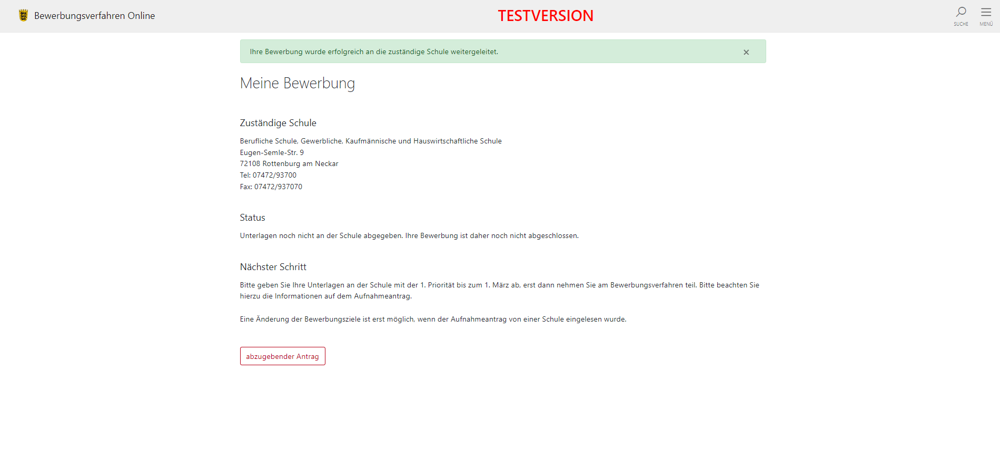 Bewerbungsverfahren Online
TESTVERSION
SUCHE
MENÜ
Ihre Bewerbung wurde erfolgreich an die zuständige Schule weitergeleitet.
×
Meine Bewerbung
Zuständige Schule
Berufliche Schule, Gewerbliche, Kaufmännische und Hauswirtschaftliche Schule
Eugen-Semle-Str. 9
72108 Rottenburg am Neckar
Tel: 07472/93700
Fax: 07472/937070
Status
Unterlagen noch nicht an der Schule abgegeben. Ihre Bewerbung ist daher noch nicht abgeschlossen.
Nächster Schritt
Bitte geben Sie Ihre Unterlagen an der Schule mit der 1. Priorität bis zum 1. März ab, erst dann nehmen Sie am Bewerbungsverfahren teil. Bitte beachten Sie
hierzu die Informationen auf dem Aufnahmeantrag.
Eine Änderung der Bewerbungsziele ist erst möglich, wenn der Aufnahmeantrag von einer Schule eingelesen wurde.
abzugebender Antrag